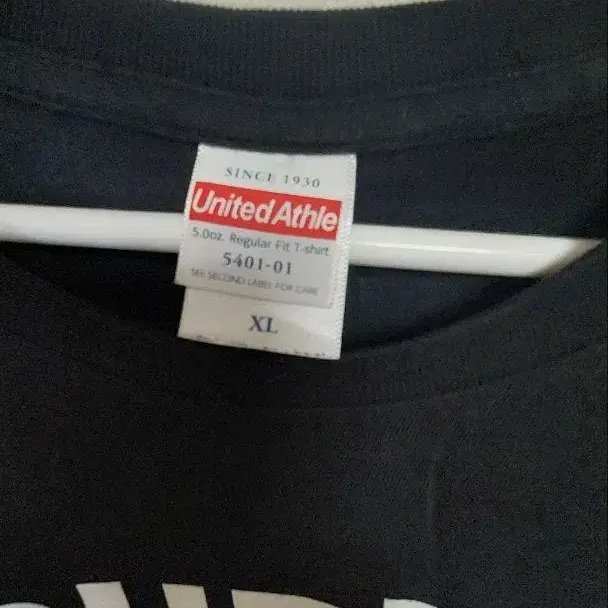 SINCE 1930
United Athle
5.0oz. Regular Fit T-shirt
5401-01
SEE SECOND LABEL FOR CARE
XL